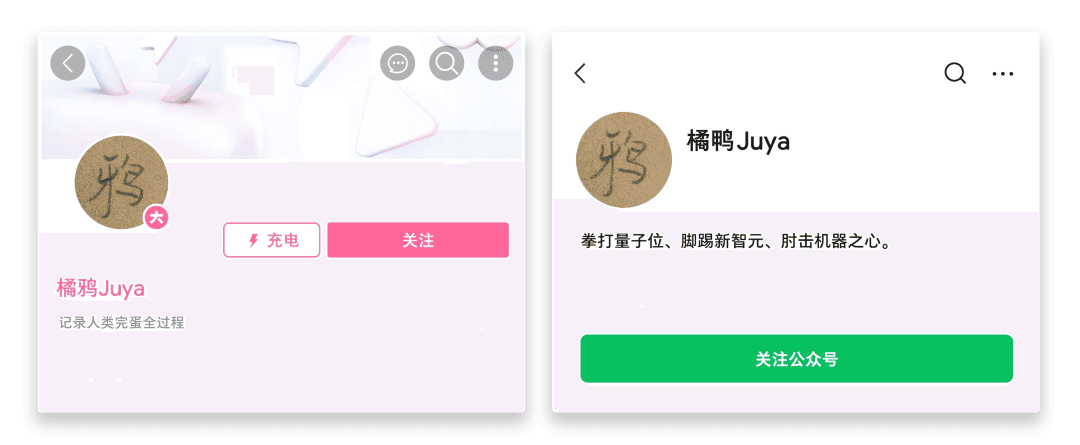 鸦
大
充电
关注
橘鸦Juya
记录人类完蛋全过程
鸦
橘鸭Juya
拳打量子位、脚踢新智元、肘击机器之心。
关注公众号